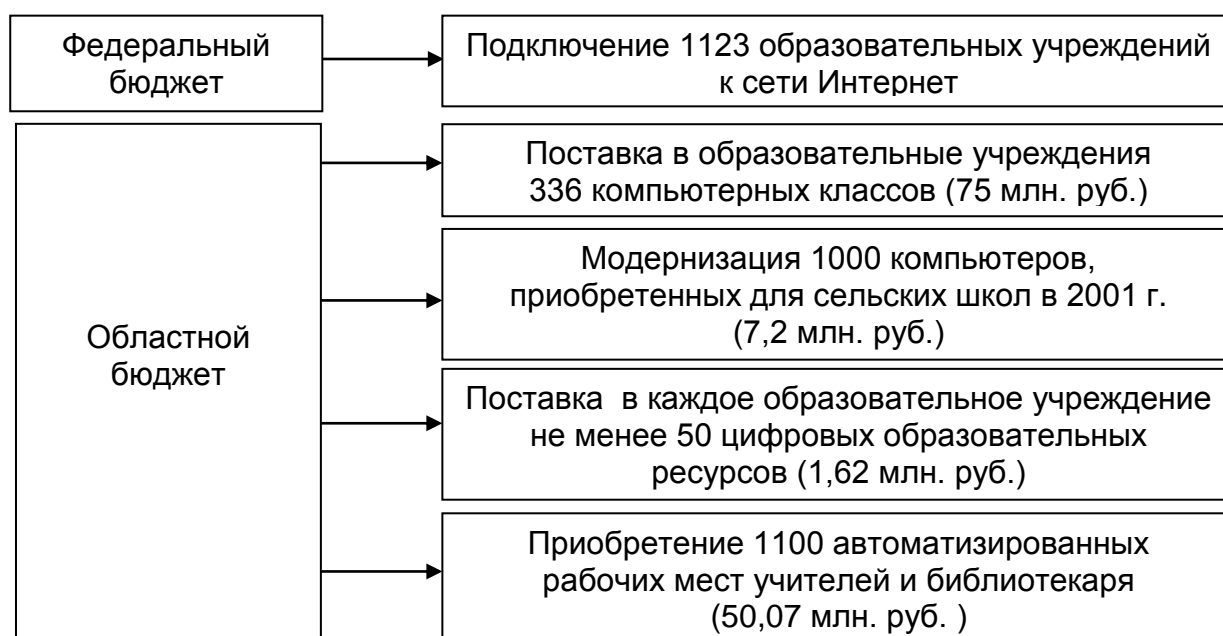 Федеральный
бюджет
Подключение 1123 образовательных учреждений
к сети Интернет
Областной
бюджет
Поставка в образовательные учреждения
336 компьютерных классов (75 млн. руб.)
Модернизация 1000 компьютеров,
приобретенных для сельских школ в 2001 г.
(7,2 млн. руб.)
Поставка в каждое образовательное учреждение
не менее 50 цифровых образовательных
ресурсов (1,62 млн. руб.)
Приобретение 1100 автоматизированных
рабочих мест учителей и библиотекаря
(50,07 млн. руб. )